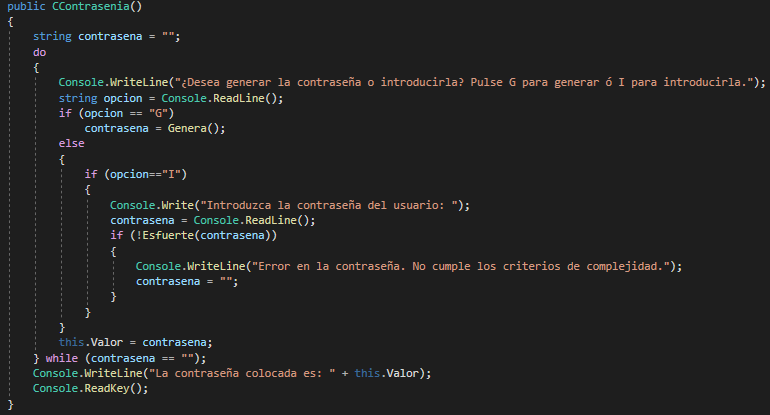 public CContrasenia()
{
string contrasena = "";
do
{
Console.WriteLine("¿Desea generar la contraseña o introducirla? Pulse G para generar ó I para introducirla.");
string opcion = Console.ReadLine();
if (opcion == "G")
contrasena = Genera();
else
{
if (opcion=="I")
{
Console.Write("Introduzca la contraseña del usuario: ");
contrasena = Console.ReadLine();
if (!Esfuerte(contrasena))
{
Console.WriteLine("Error en la contraseña. No cumple los criterios de complejidad.");
contrasena = "";
}
}
}
this.Valor = contrasena;
} while (contrasena == "");
Console.WriteLine("La contraseña colocada es: " + this.Valor);
Console.ReadKey();
}